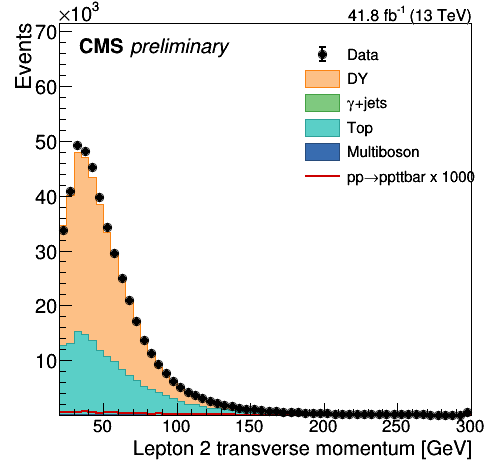 ×10³
41.8 fb⁻¹ (13 TeV)
Events
CMS preliminary
Data
DY
γ+jets
Top
Multiboson
pp→ppttbar x 1000
70
60
50
40
30
20
10
50 100 150 200 250 300
Lepton 2 transverse momentum [GeV]